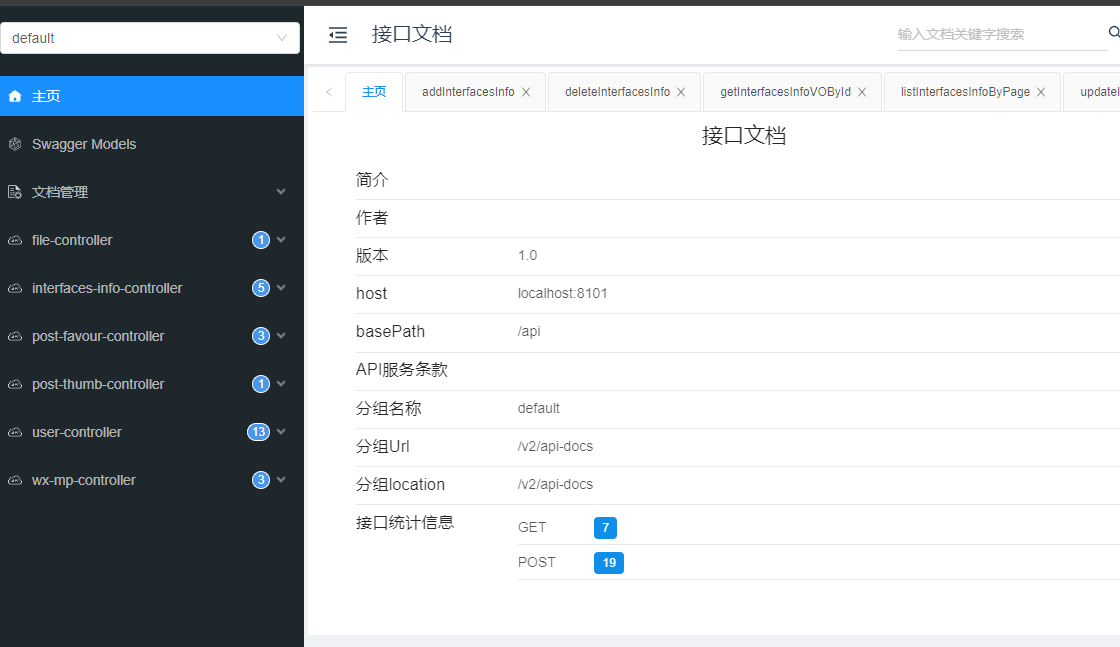 default
主页
Swagger Models
文档管理
file-controller 1
interfaces-info-controller 5
post-favour-controller 3
post-thumb-controller 1
user-controller 13
wx-mp-controller 3
接口文档
输入文档关键字搜索
主页 addInterfacesInfo deleteInterfacesInfo getInterfacesInfoVOById listInterfacesInfoByPage updateI
接口文档
简介
作者
版本 1.0
host localhost:8101
basePath /api
API服务条款
分组名称 default
分组Url /v2/api-docs
分组location /v2/api-docs
接口统计信息
GET 7
POST 19